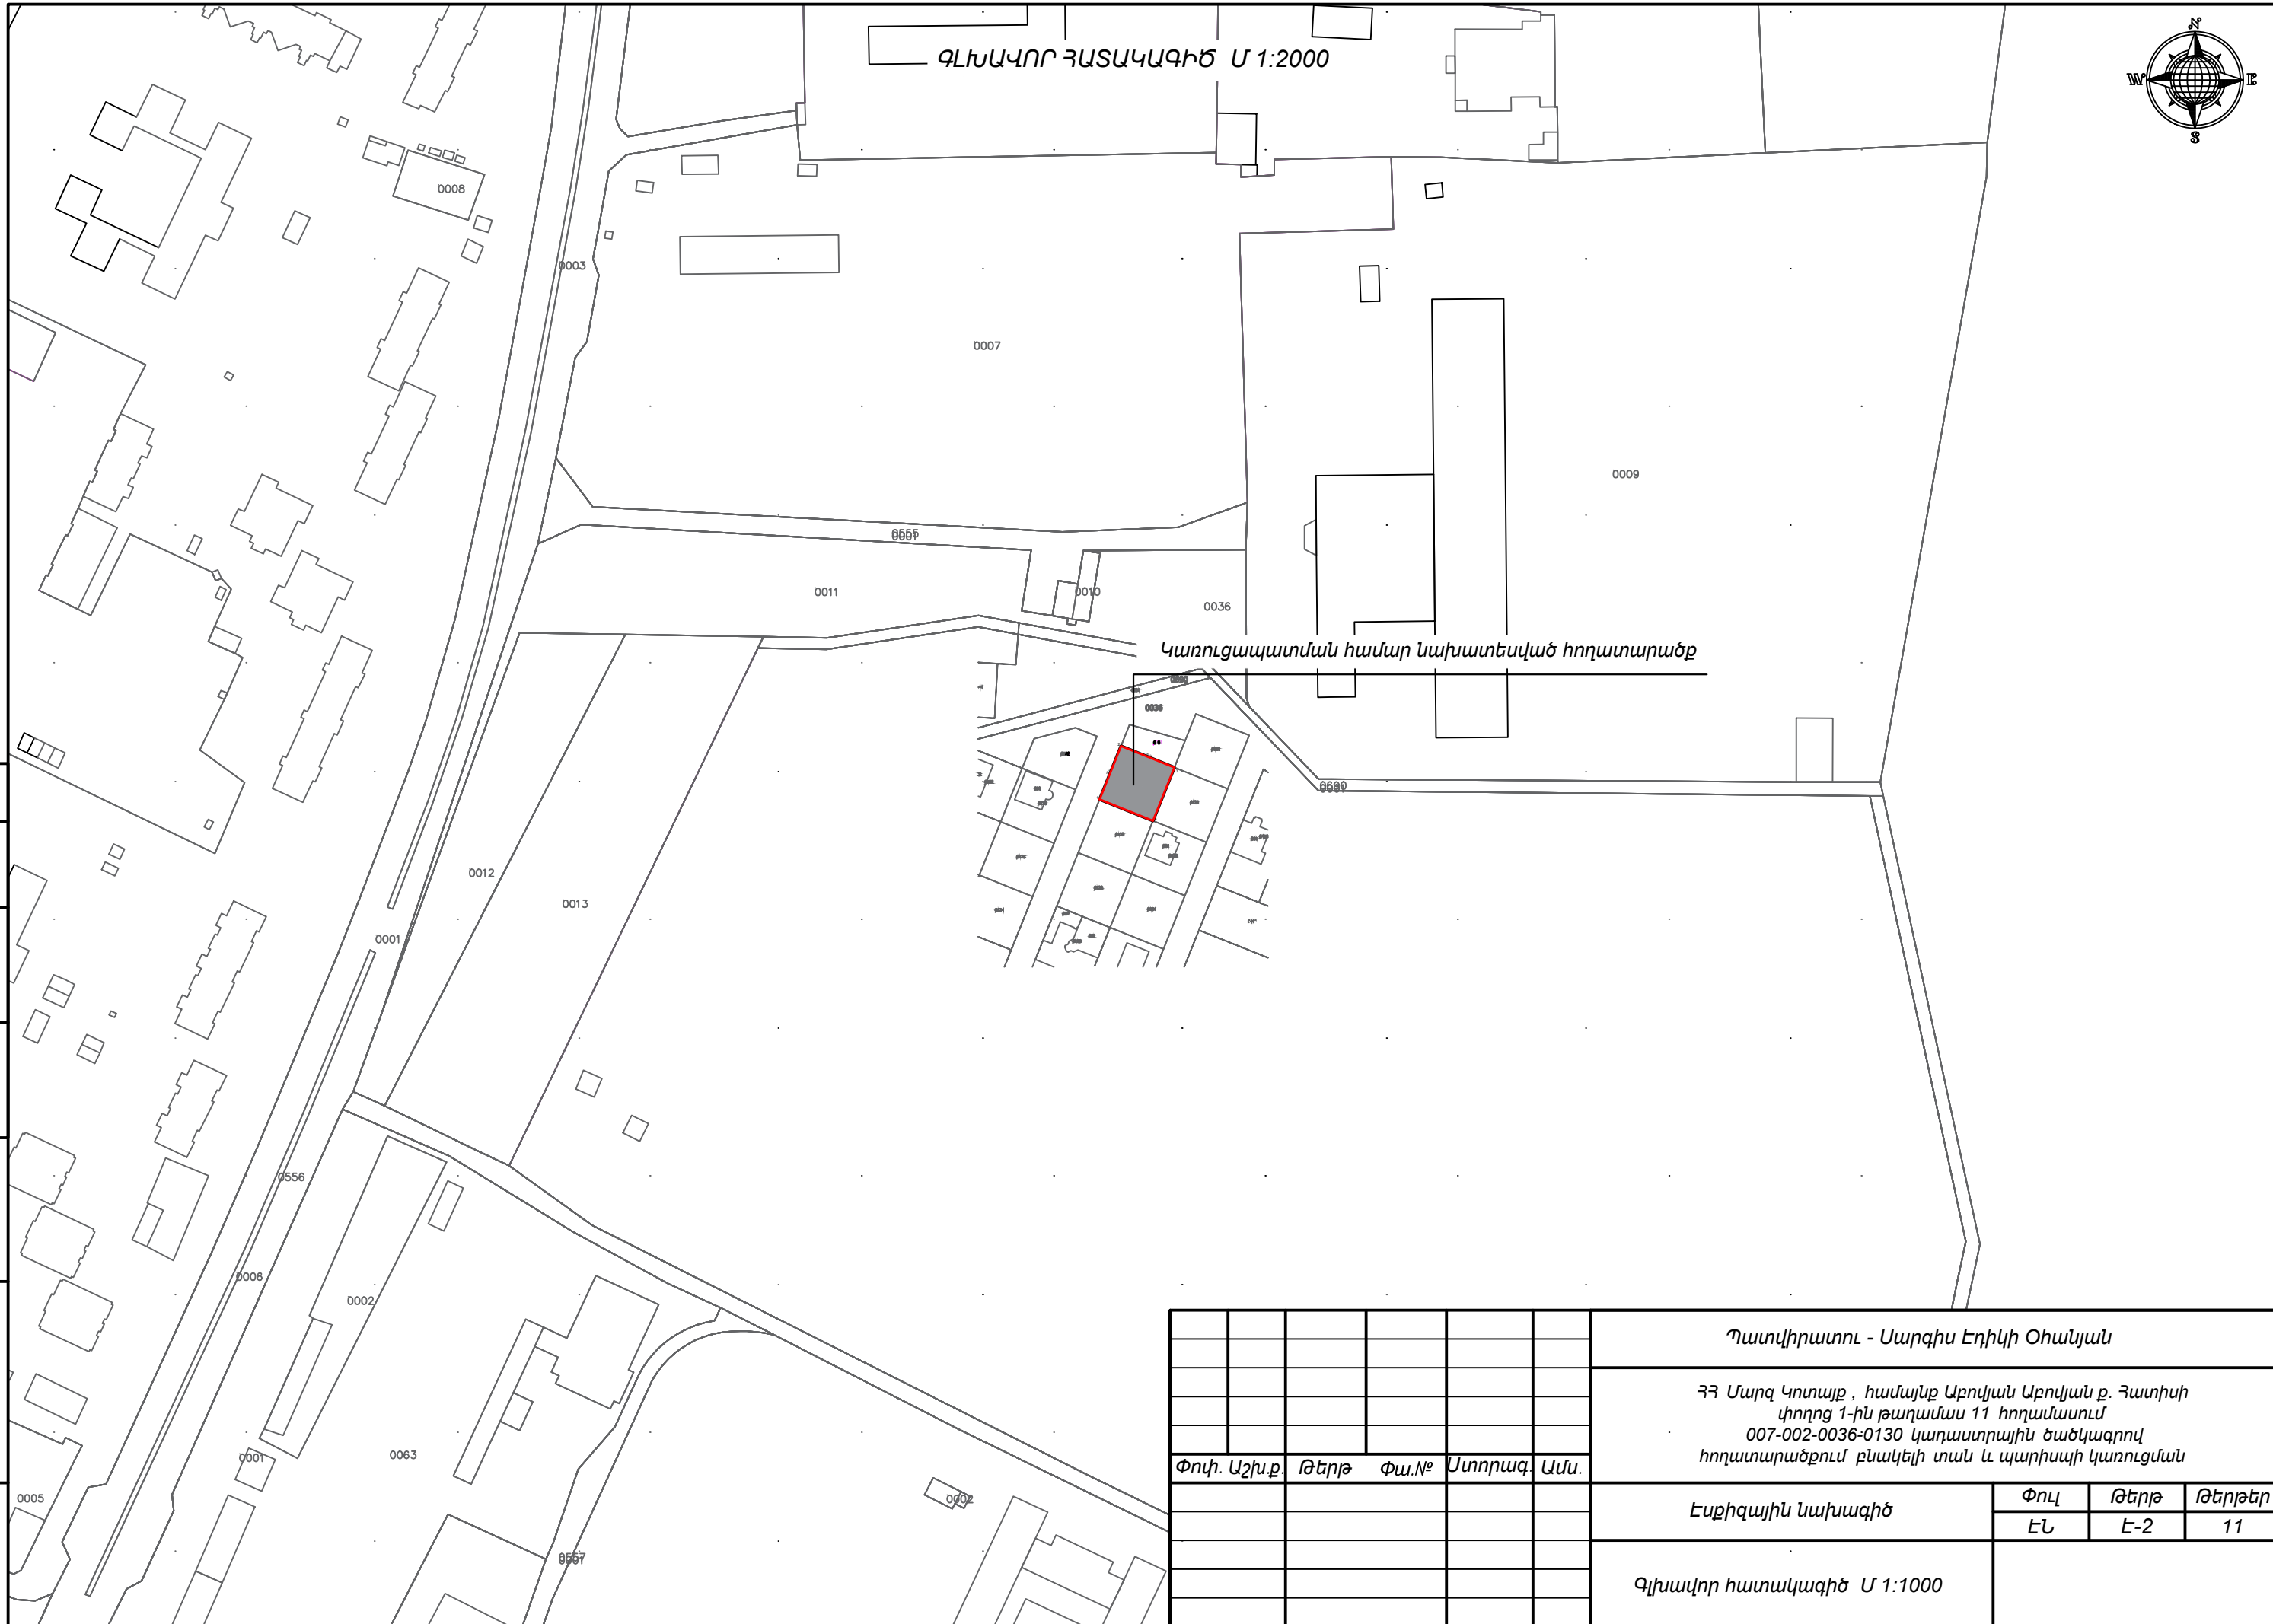 ԳԼԽԱՎՈՐ ՀԱՏԱԿԱԳԻԾ Մ 1:2000
N
W
E
S
0008
0003
0007
0009
0011
0010
0036
Կառուցապատման համար նախատեսված հողատարածք
0036
0012
0013
0001
0556
0006
0002
0001
0063
0005
0002
Պատվիրատու - Սարգիս Էդիկի Օհանյան
ՀՀ Մարզ Կոտայք , համայնք Աբովյան Աբովյան ք. Հատիսի
փողոց 1-ին թաղամաս 11 հողամասում
007-002-0036-0130 կադաստրային ծածկագրով
հողատարածքում բնակելի տան և պարիսպի կառուցման
Փոփ. Աշխ.ք. Թերթ Փա.№ Ստորագ. Ամս.
Էսքիզային նախագիծ
Փուլ Թերթ Թերթեր
ԷՆ Է-2 11
Գլխավոր հատակագիծ Մ 1:1000